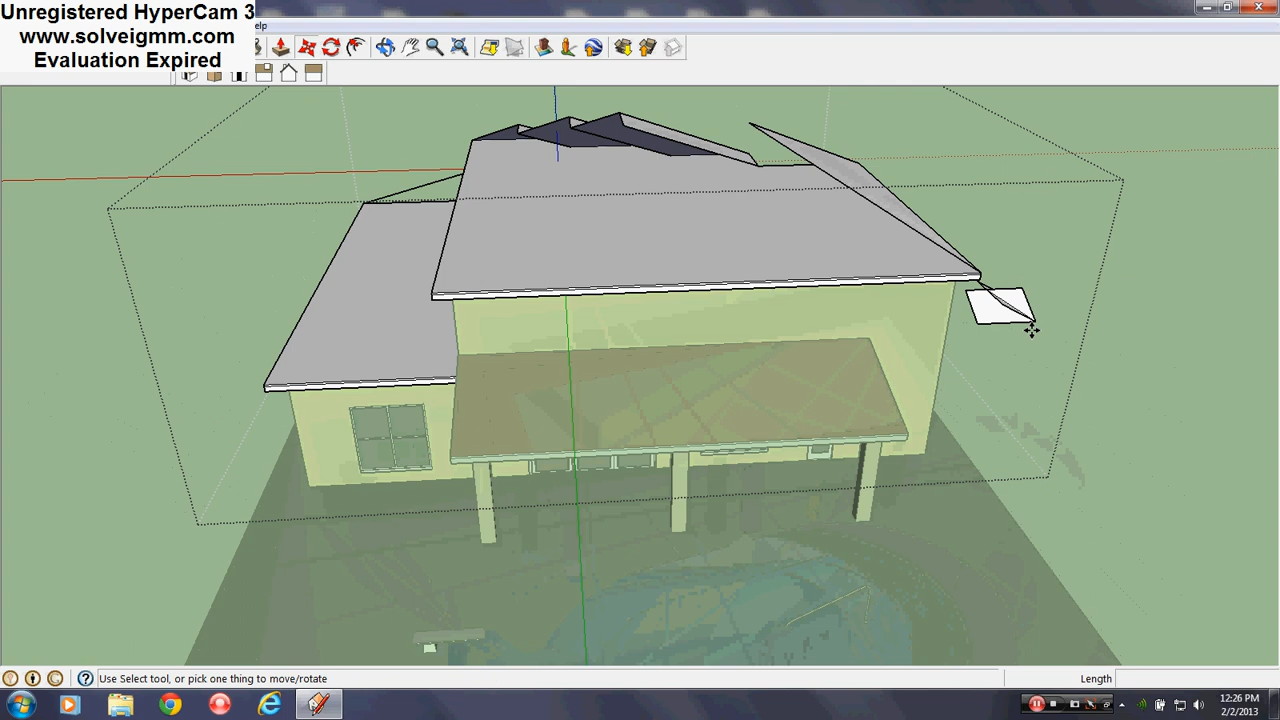 Unregistered HyperCam 3
www.solveigmm.com
Evaluation Expired
elp
Use Select tool, or pick one thing to move/rotate
Length
12:26 PM
2/2/2013